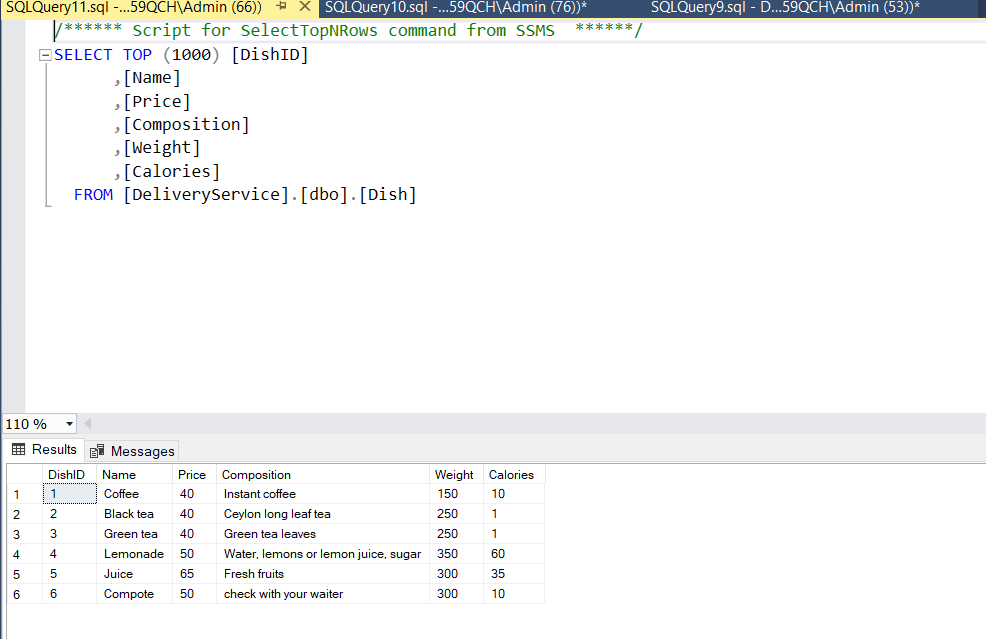 SQLQuery11.sql -...59QCH\Admin (66)) SQLQuery10.sql -...59QCH\Admin (76))* SQLQuery9.sql - D...59QCH\Admin (53))*
/****** Script for SelectTopNRows command from SSMS  ******/
SELECT TOP (1000) [DishID]
,[Name]
,[Price]
,[Composition]
,[Weight]
,[Calories]
FROM [DeliveryService].[dbo].[Dish]
110 %
Results Messages
DishID Name Price Composition Weight Calories
1 1 Coffee 40 Instant coffee 150 10
2 2 Black tea 40 Ceylon long leaf tea 250 1
3 3 Green tea 40 Green tea leaves 250 1
4 4 Lemonade 50 Water, lemons or lemon juice, sugar 350 60
5 5 Juice 65 Fresh fruits 300 35
6 6 Compote 50 check with your waiter 300 10